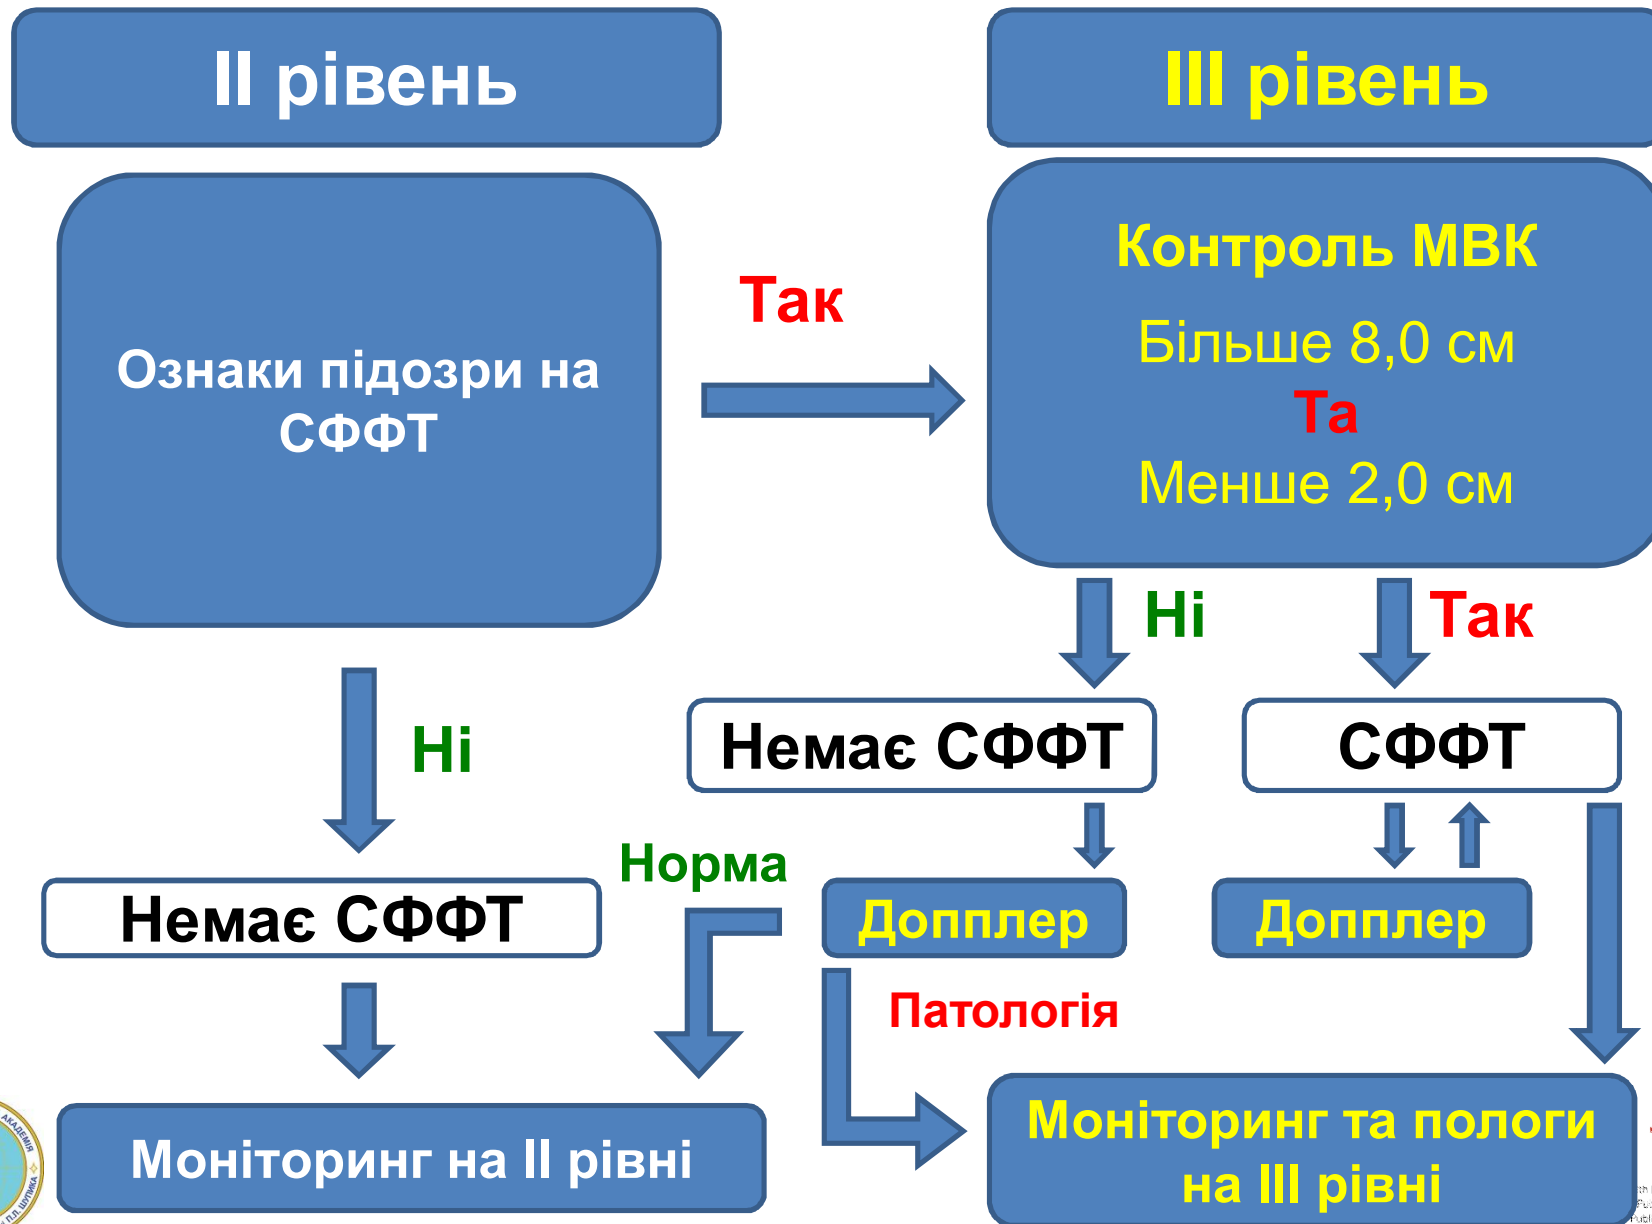 II рівень
III рівень
Ознаки підозри на
СФФТ
Так
Контроль МВК
Більше 8,0 см
Та
Менше 2,0 см
Ні
Так
Ні
Немає СФФТ
СФФТ
Норма
Немає СФФТ
Допплер
Допплер
Патологія
Моніторинг на II рівні
Моніторинг та пологи
на III рівні
АКАДЕМІЯ
П.Л. ШУПИКА